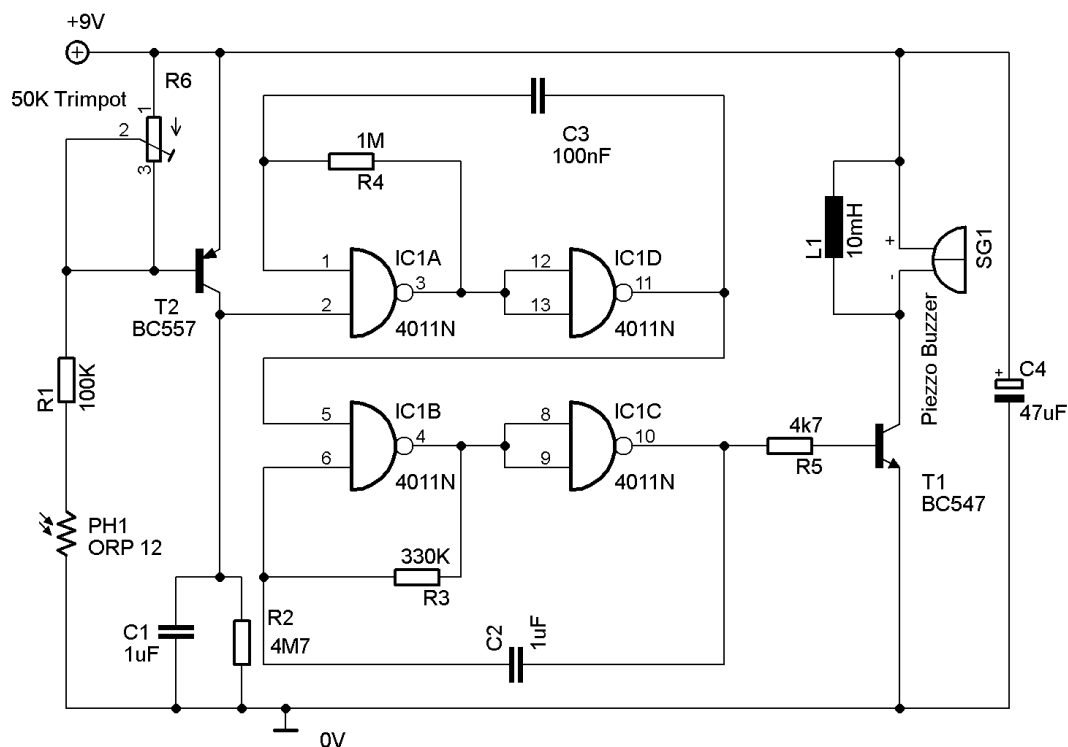 +9V
R6
50K Trimpot
1
2
3
C3
100nF
1M
R4
L1
10mH
+
-
SG1
Piezzo Buzzer
1
2
IC1A
3
4011N
12
13
IC1D
11
4011N
T2
BC557
R1
100K
C4
+
47uF
5
6
IC1B
4
4011N
8
9
IC1C
10
4011N
4k7
R5
T1
BC547
PH1
ORP 12
330K
R3
C1
1uF
R2
4M7
C2
1uF
0V